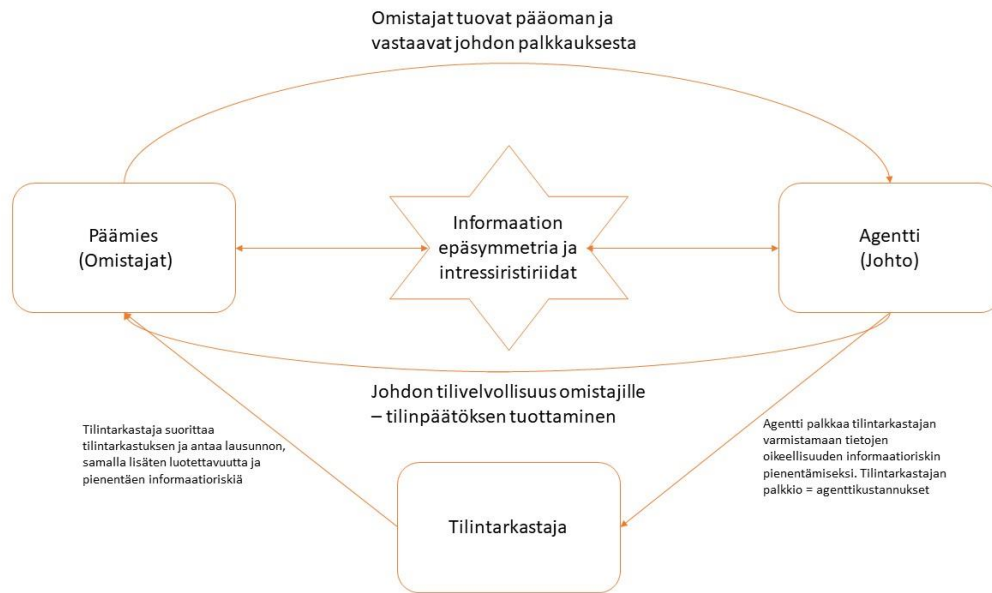 Omistajat tuovat pääoman ja
vastaavat johdon palkkauksesta
Päämies
(Omistajat)
Informaation
epäsymmetria ja
intressiristiriidat
Agentti
(Johto)
Johdon tilivelvollisuus omistajille
– tilinpäätöksen tuottaminen
Tilintarkastaja suorittaa
tilintarkastuksen ja antaa lausunnon,
samalla lisäten luotettavuutta ja
pienentäen informaatioriskiä
Agentti palkkaa tilintarkastajan
varmistamaan tietojen
oikeellisuuden informaatioriskin
pienentämiseksi. Tilintarkastajan
palkkio = agenttikustannukset
Tilintarkastaja